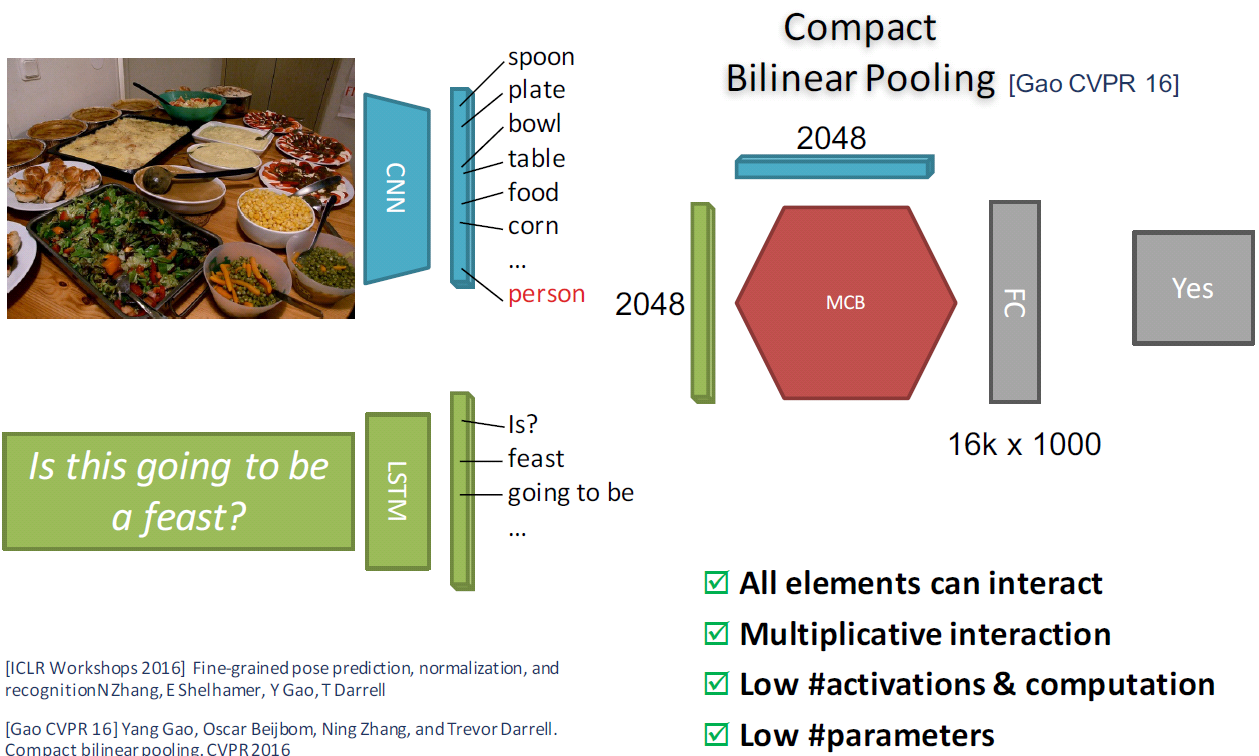 Compact
Bilinear Pooling [Gao CVPR 16]
CNN
spoon
plate
bowl
table
food
corn
...
person
2048
2048
MCB
FC
Yes
16k x 1000
Is this going to be
a feast?
LSTM
Is?
feast
going to be
...
All elements can interact
Multiplicative interaction
Low #activations & computation
Low #parameters
[ICLR Workshops 2016] Fine-grained pose prediction, normalization, and
recognitionN Zhang, E Shelhamer, Y Gao, T Darrell
[Gao CVPR 16] Yang Gao, Oscar Beijbom, Ning Zhang, and Trevor Darrell.
Compact bilinear pooling. CVPR 2016